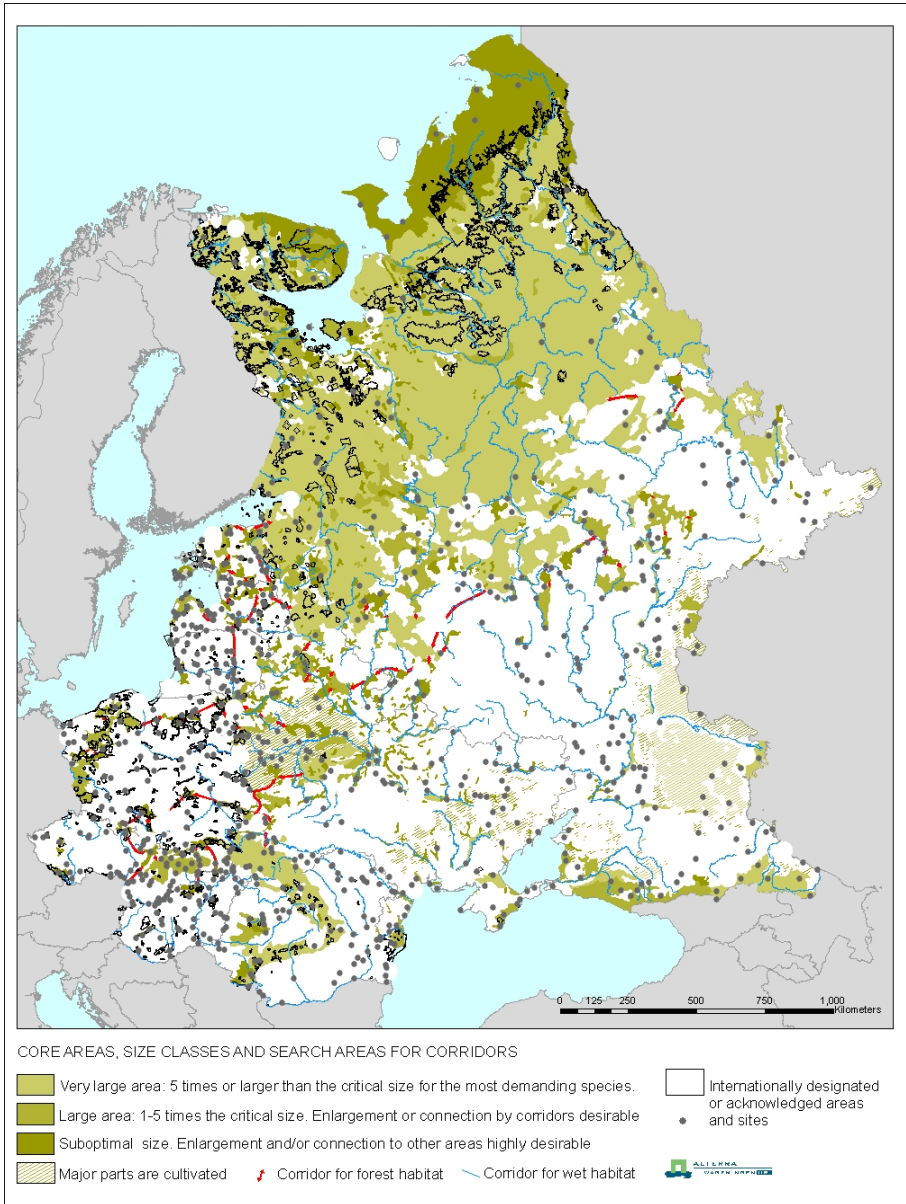 0 125 250 500 750 1,000
Kilometers
CORE AREAS, SIZE CLASSES AND SEARCH AREAS FOR CORRIDORS
Very large area: 5 times or larger than the critical size for the most demanding species.
Large area: 1-5 times the critical size. Enlargement or connection by corridors desirable
Suboptimal size. Enlargement and/or connection to other areas highly desirable
Major parts are cultivated
Corridor for forest habitat
Corridor for wet habitat
Internationally designated
or acknowledged areas
and sites
ALTERRA
WAGENINGEN UR